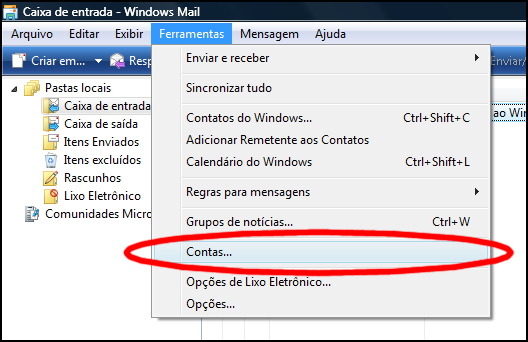 Caixa de entrada - Windows Mail
Arquivo Editar Exibir Ferramentas Mensagem Ajuda
Criar em... Resp Enviar/
Pastas locais
Caixa de entrada
Caixa de saída
Itens Enviados
Itens excluídos
Rascunhos
Lixo Eletrônico
Comunidades Micro
Enviar e receber
Sincronizar tudo
Contatos do Windows... Ctrl+Shift+C
Adicionar Remetente aos Contatos
Calendário do Windows Ctrl+Shift+L
Regras para mensagens
Grupos de notícias... Ctrl+W
Contas...
Opções de Lixo Eletrônico...
Opções...
ao Win